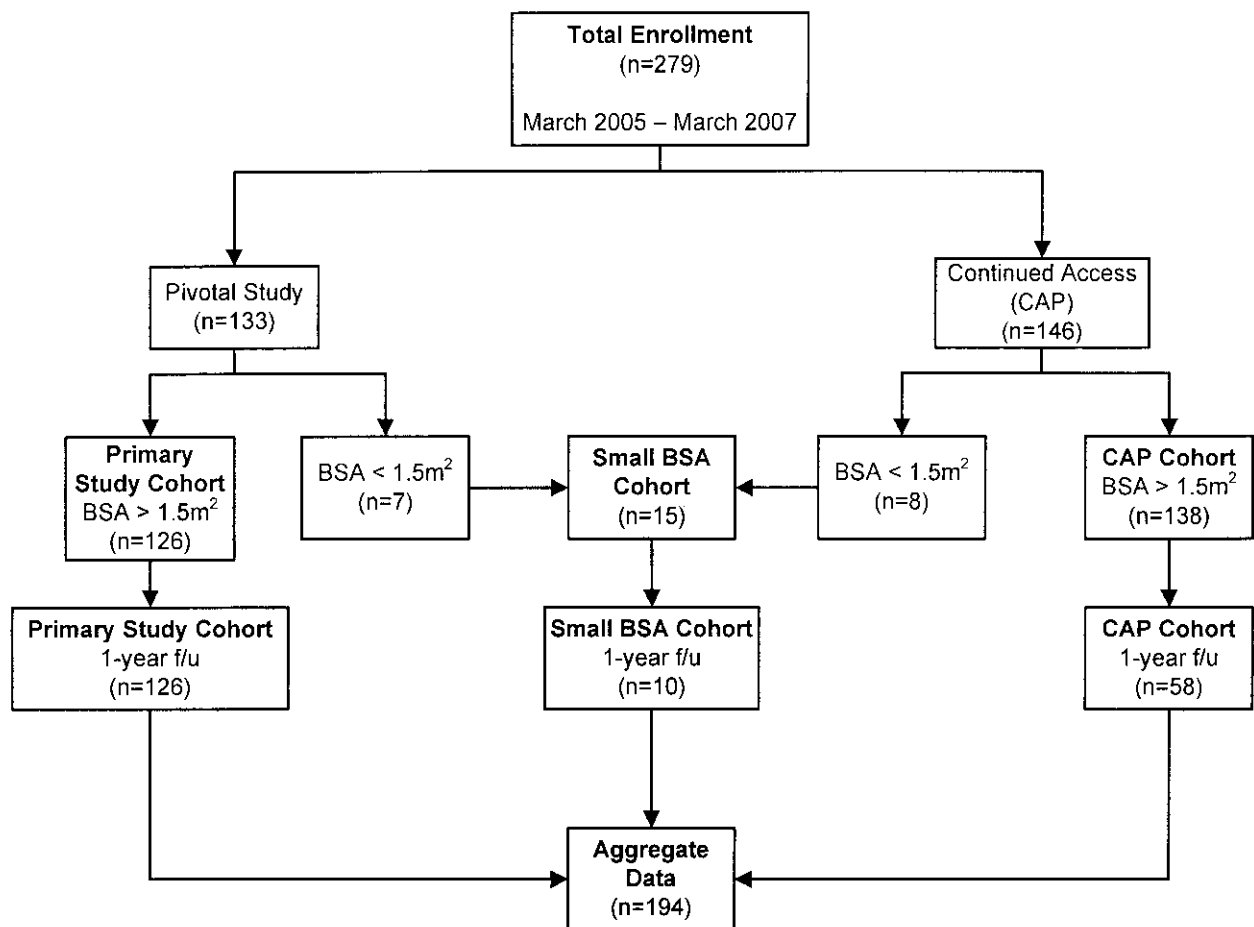 Total Enrollment
(n=279)
March 2005 – March 2007
Pivotal Study
(n=133)
Continued Access
(CAP)
(n=146)
Primary
Study Cohort
BSA > 1.5m²
(n=126)
BSA < 1.5m²
(n=7)
Small BSA
Cohort
(n=15)
BSA < 1.5m²
(n=8)
CAP Cohort
BSA > 1.5m²
(n=138)
Primary Study Cohort
1-year f/u
(n=126)
Small BSA Cohort
1-year f/u
(n=10)
CAP Cohort
1-year f/u
(n=58)
Aggregate
Data
(n=194)